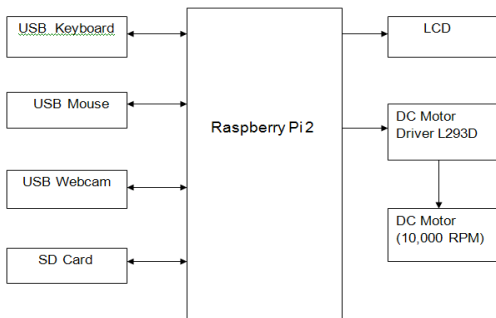 USB Keyboard
USB Mouse
USB Webcam
SD Card
Raspberry Pi 2
LCD
DC Motor
Driver L293D
DC Motor
(10,000 RPM)